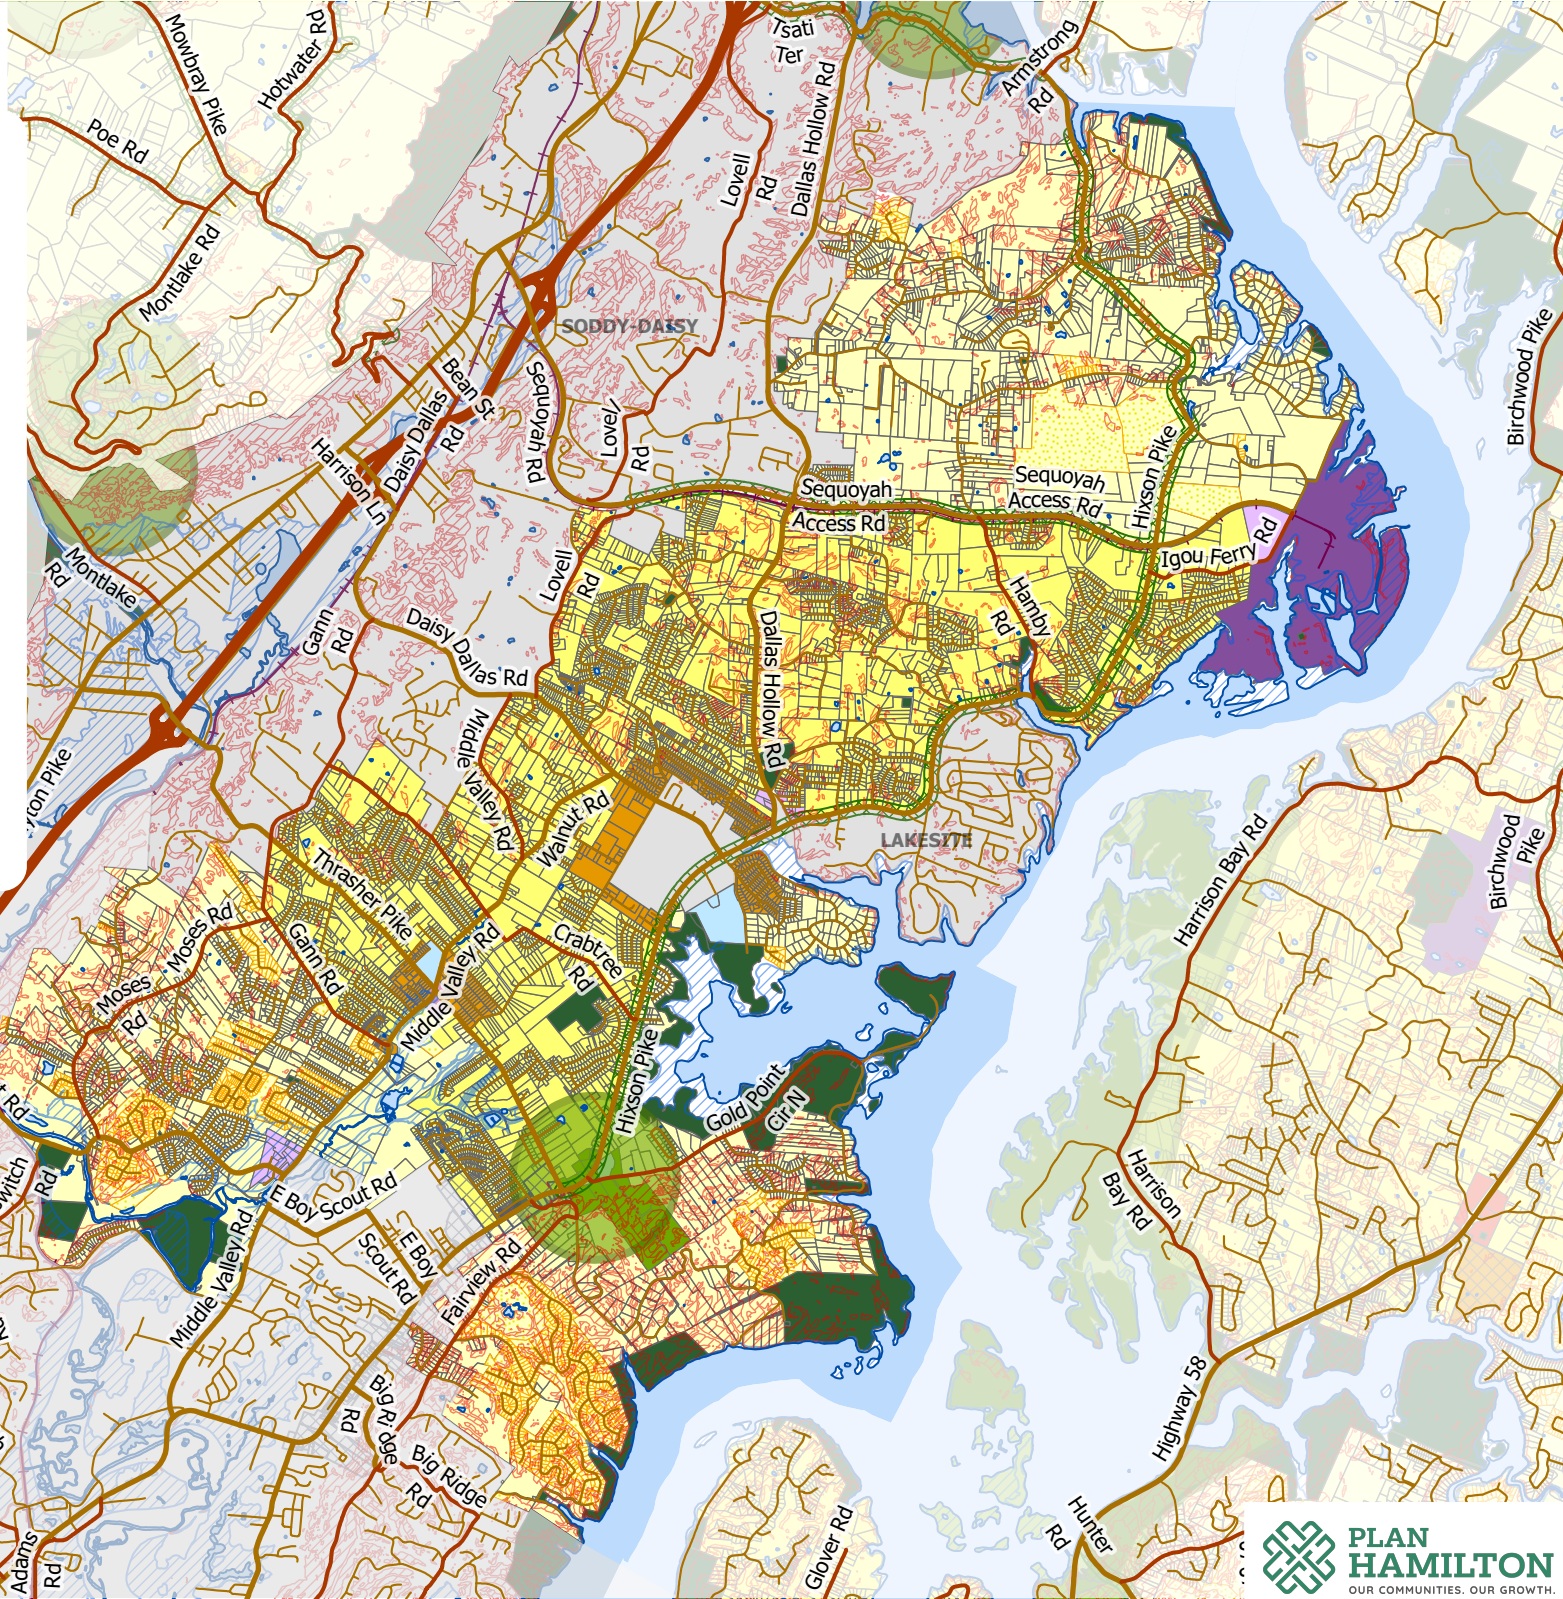 Tsati
Ter
Mowbray Pike
Hotwater Rd
Armstrong
Rd
Poe Rd
Dallas Hollow Rd
Lovell
Rd
Montlake Rd
SODDY-DAISY
Birchwood Pike
Bean St
Sequoyah Rd
Daisy Dallas
Rd
Lovell
Rd
Harrison Ln
Sequoyah
Access Rd
Sequoyah
Access Rd
Hixson Pike
Igou Ferry Rd
Montlake
Rd
Lovell
Rd
Hamby
Rd
Gann
Rd
Daisy Dallas Rd
Dallas Hollow Rd
Middle Valley Rd
yton Pike
Walnut Rd
LAKESITE
Harrison Bay Rd
Birchwood
Pike
Thrasher Pike
Moses Rd
Moses
Rd
Gann Rd
Middle Valley Rd
Crabtree
Rd
Hixson Pike
Gold Point
Cir N
t Rd
witch
Rd
E Boy Scout Rd
E Boy
Scout Rd
Middle Valley Rd
Fairview Rd
Harrison
Bay Rd
Big Ridge
Rd
Big Ridge
Rd
Highway 58
Adams
Rd
Glover Rd
Hunter
Rd
PLAN
HAMILTON
OUR COMMUNITIES. OUR GROWTH.